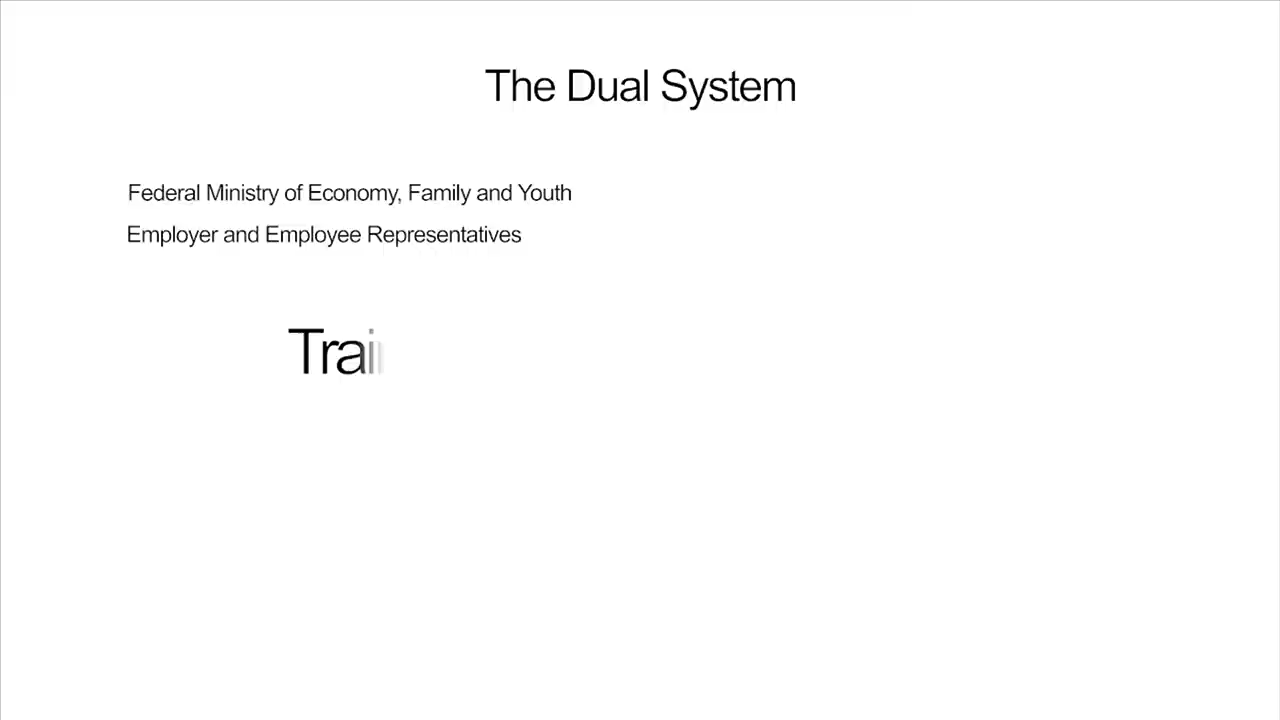 The Dual System
Federal Ministry of Economy, Family and Youth
Employer and Employee Representatives
Trai